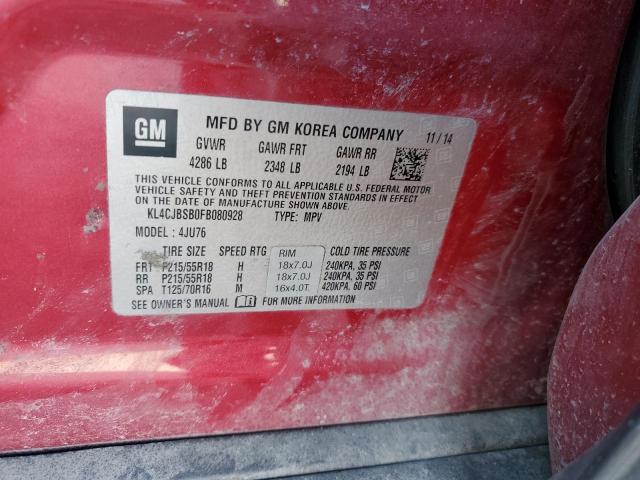 GM
MFD BY GM KOREA COMPANY 11/14
GVWR GAWR FRT GAWR RR
4286 LB 2348 LB 2194 LB
THIS VEHICLE CONFORMS TO ALL APPLICABLE U.S. FEDERAL MOTOR
VEHICLE SAFETY AND THEFT PREVENTION STANDARDS IN EFFECT ON
THE DATE OF MANUFACTURE SHOWN ABOVE.
KL4CJBSB0FB080928 TYPE: MPV
MODEL: 4JU76
TIRE SIZE SPEED RTG RIM COLD TIRE PRESSURE
FRT P215/55R18 H 18x7.0J 240KPA, 35 PSI
RR P215/55R18 H 18x7.0J 240KPA, 35 PSI
SPA T125/70R16 M 16x4.0T 420KPA, 60 PSI
SEE OWNER'S MANUAL FOR MORE INFORMATION